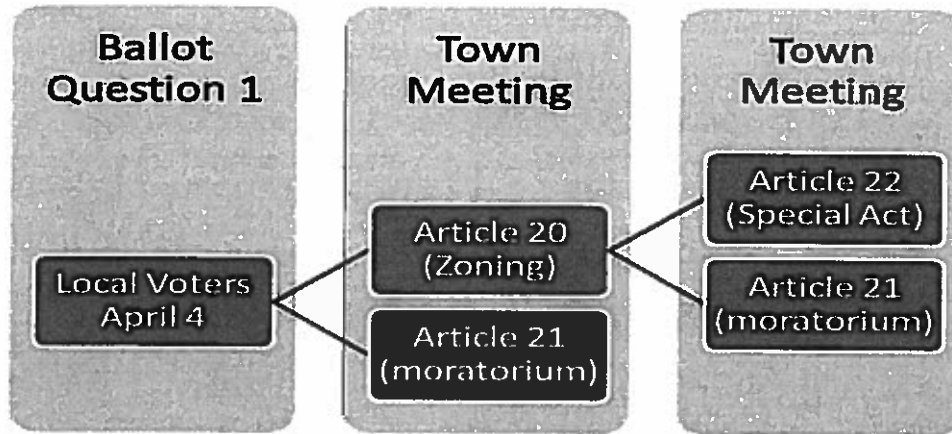 Ballot
Question 1
Local Voters
April 4
Town
Meeting
Article 20
(Zoning)
Article 21
(moratorium)
Town
Meeting
Article 22
(Special Act)
Article 21
(moratorium)